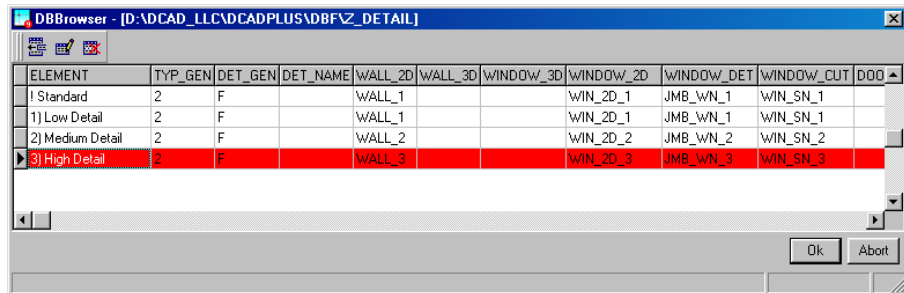 DBBrowser - [D:\DCAD_LLC\DCADPLUS\DBF\Z_DETAIL]
ELEMENT TYP_GEN DET_GEN DET_NAME WALL_2D WALL_3D WINDOW_3D WINDOW_2D WINDOW_DET WINDOW_CUT DOO
! Standard 2 F WALL_1 WIN_2D_1 JMB_WN_1 WIN_SN_1
1) Low Detail 2 F WALL_1 WIN_2D_1 JMB_WN_1 WIN_SN_1
2) Medium Detail 2 F WALL_2 WIN_2D_2 JMB_WN_2 WIN_SN_2
3) High Detail 2 F WALL_3 WIN_2D_3 JMB_WN_3 WIN_SN_3
Ok Abort